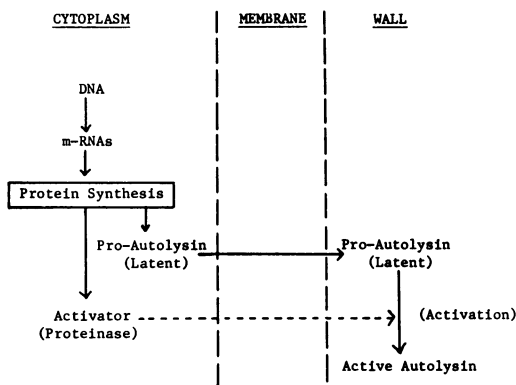 CYTOPLASM
MEMBRANE
WALL
DNA
m-RNAs
Protein Synthesis
Pro-Autolysin
(Latent)
Pro-Autolysin
(Latent)
Activator
(Proteinase)
(Activation)
Active Autolysin